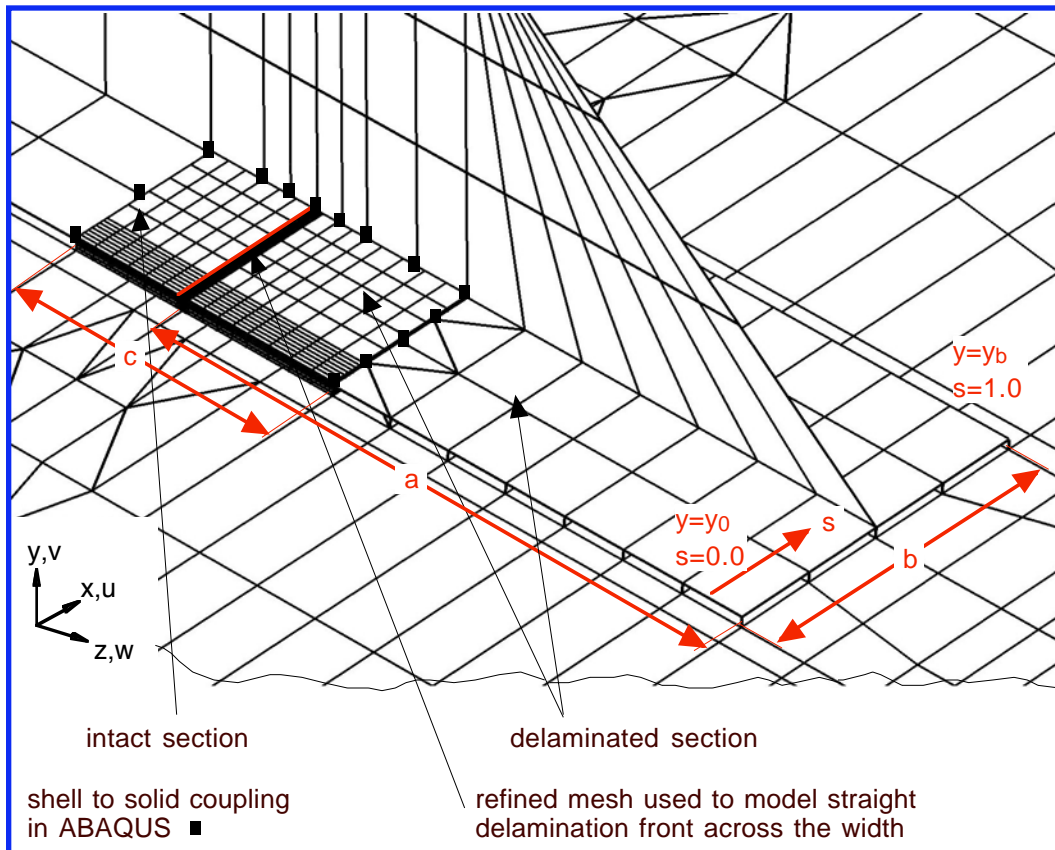 c
a
y=yb
s=1.0
y=y0
s=0.0
s
b
y,v
x,u
z,w
intact section
delaminated section
shell to solid coupling
in ABAQUS ■
refined mesh used to model straight
delamination front across the width